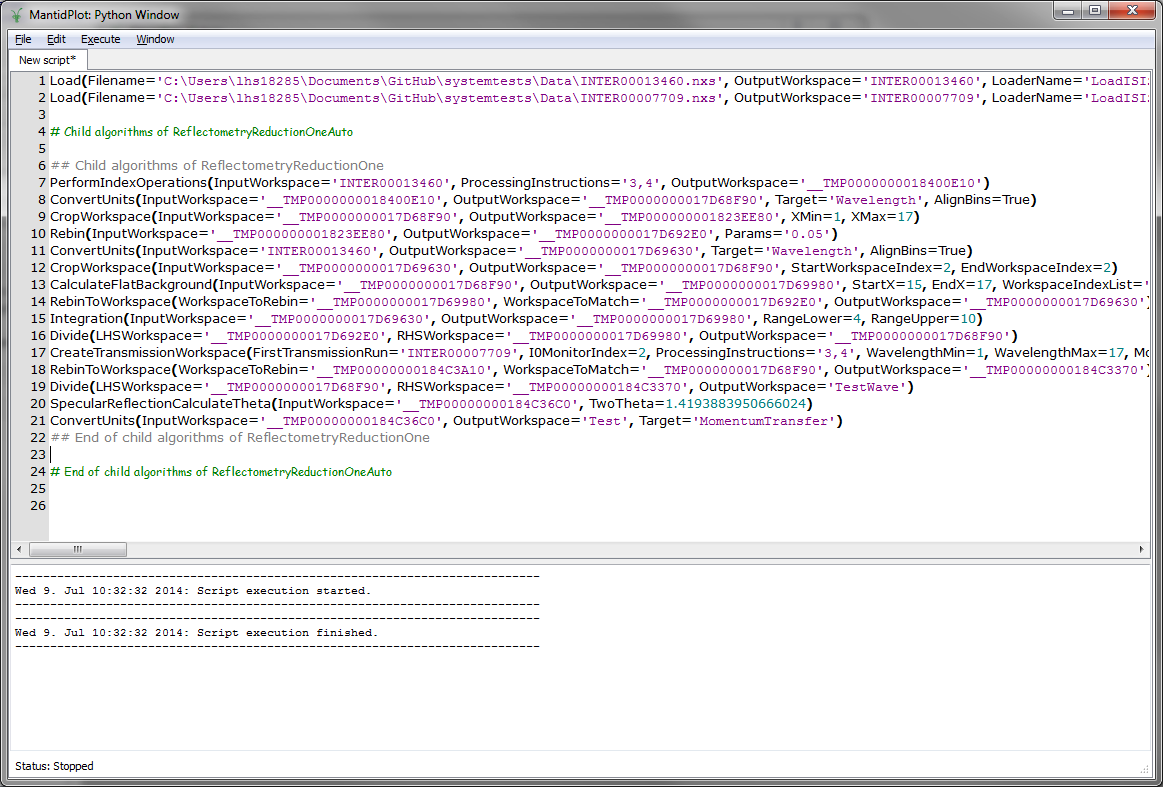 MantidPlot: Python Window
File Edit Execute Window
New script*
1 Load(Filename='C:\Users\lhs18285\Documents\GitHub\systemtests\Data\INTER00013460.nxs', OutputWorkspace='INTER00013460', LoaderName='LoadISIS
2 Load(Filename='C:\Users\lhs18285\Documents\GitHub\systemtests\Data\INTER00007709.nxs', OutputWorkspace='INTER00007709', LoaderName='LoadISIS
3
4 # Child algorithms of ReflectometryReductionOneAuto
5
6 ## Child algorithms of ReflectometryReductionOne
7 PerformIndexOperations(InputWorkspace='INTER00013460', ProcessingInstructions='3,4', OutputWorkspace='__TMP0000000018400E10')
8 ConvertUnits(InputWorkspace='__TMP0000000018400E10', OutputWorkspace='__TMP0000000017D68F90', Target='Wavelength', AlignBins=True)
9 CropWorkspace(InputWorkspace='__TMP0000000017D68F90', OutputWorkspace='__TMP000000001823EE80', XMin=1, XMax=17)
10 Rebin(InputWorkspace='__TMP000000001823EE80', OutputWorkspace='__TMP0000000017D692E0', Params='0.05')
11 ConvertUnits(InputWorkspace='INTER00013460', OutputWorkspace='__TMP0000000017D69630', Target='Wavelength', AlignBins=True)
12 CropWorkspace(InputWorkspace='__TMP0000000017D69630', OutputWorkspace='__TMP0000000017D68F90', StartWorkspaceIndex=2, EndWorkspaceIndex=2)
13 CalculateFlatBackground(InputWorkspace='__TMP0000000017D68F90', OutputWorkspace='__TMP0000000017D69980', StartX=15, EndX=17, WorkspaceIndexList='
14 RebinToWorkspace(WorkspaceToRebin='__TMP0000000017D69980', WorkspaceToMatch='__TMP0000000017D692E0', OutputWorkspace='__TMP0000000017D69630')
15 Integration(InputWorkspace='__TMP0000000017D69630', OutputWorkspace='__TMP0000000017D69980', RangeLower=4, RangeUpper=10)
16 Divide(LHSWorkspace='__TMP0000000017D692E0', RHSWorkspace='__TMP0000000017D69980', OutputWorkspace='__TMP0000000017D68F90')
17 CreateTransmissionWorkspace(FirstTransmissionRun='INTER00007709', I0MonitorIndex=2, ProcessingInstructions='3,4', WavelengthMin=1, WavelengthMax=17, Mo
18 RebinToWorkspace(WorkspaceToRebin='__TMP00000000184C3A10', WorkspaceToMatch='__TMP0000000017D68F90', OutputWorkspace='__TMP00000000184C3370')
19 Divide(LHSWorkspace='__TMP0000000017D68F90', RHSWorkspace='__TMP00000000184C3370', OutputWorkspace='TestWave')
20 SpecularReflectionCalculateTheta(InputWorkspace='__TMP00000000184C36C0', TwoTheta=1.4193883950666024)
21 ConvertUnits(InputWorkspace='__TMP00000000184C36C0', OutputWorkspace='Test', Target='MomentumTransfer')
22 ## End of child algorithms of ReflectometryReductionOne
23
24 # End of child algorithms of ReflectometryReductionOneAuto
25
26
---------------------------------------------------------------------------
Wed 9. Jul 10:32:32 2014: Script execution started.
---------------------------------------------------------------------------
---------------------------------------------------------------------------
Wed 9. Jul 10:32:32 2014: Script execution finished.
---------------------------------------------------------------------------
Status: Stopped